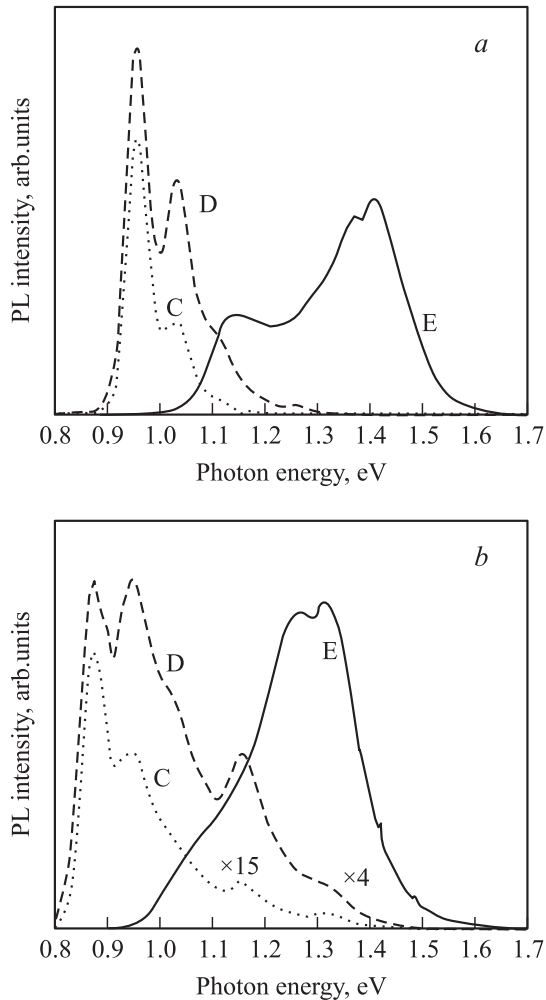 a
PL intensity, arb.units
D
C
E
0.8 0.9 1.0 1.1 1.2 1.3 1.4 1.5 1.6 1.7
Photon energy, eV
b
PL intensity, arb.units
E
D
C
×15
×4
0.8 0.9 1.0 1.1 1.2 1.3 1.4 1.5 1.6 1.7
Photon energy, eV